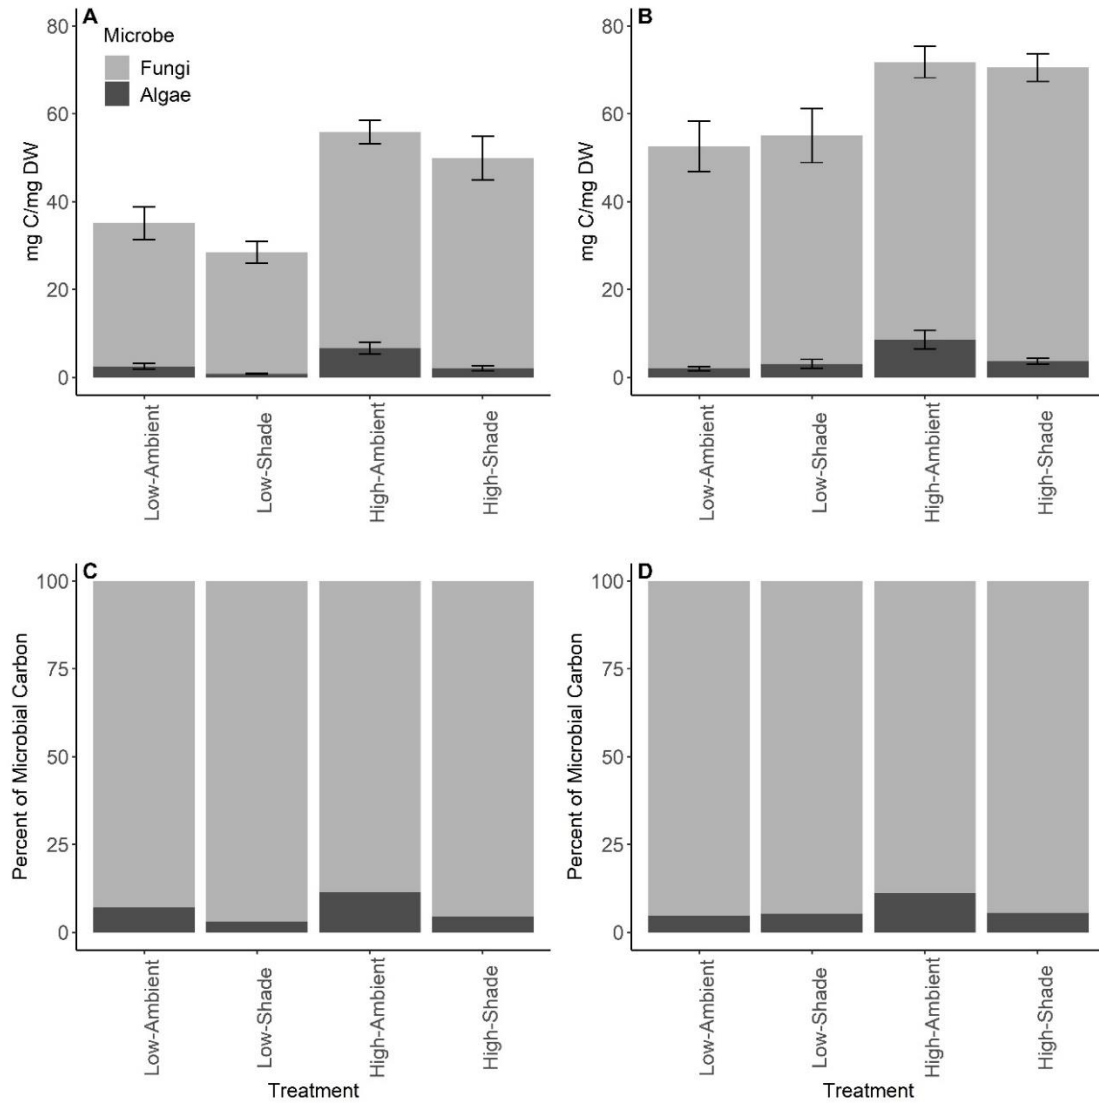 A
Microbe
Fungi
Algae
mg C/mg DW
80
60
40
20
0
Low-Ambient
Low-Shade
High-Ambient
High-Shade
B
mg C/mg DW
80
60
40
20
0
Low-Ambient
Low-Shade
High-Ambient
High-Shade
C
Percent of Microbial Carbon
100
75
50
25
0
Low-Ambient
Low-Shade
High-Ambient
High-Shade
Treatment
D
Percent of Microbial Carbon
100
75
50
25
0
Low-Ambient
Low-Shade
High-Ambient
High-Shade
Treatment